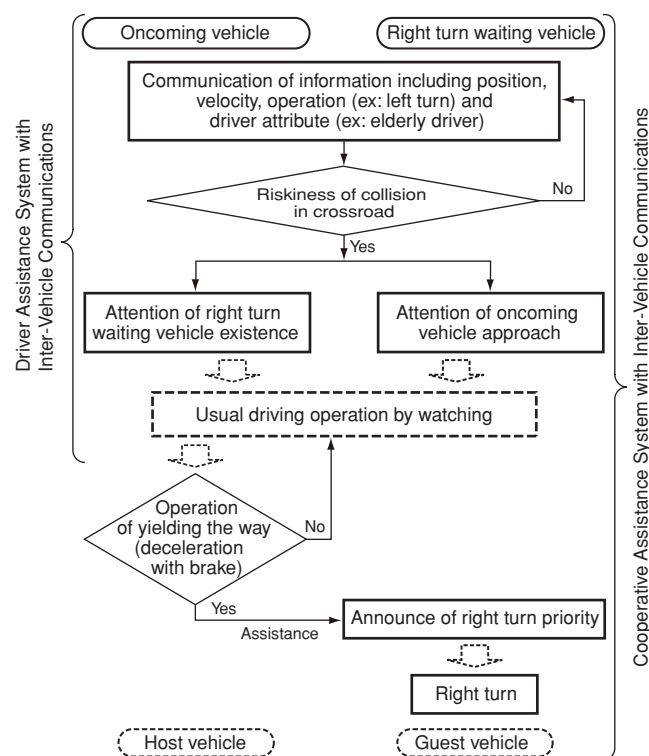 Oncoming vehicle
Right turn waiting vehicle
Communication of information including position,
velocity, operation (ex: left turn) and
driver attribute (ex: elderly driver)
Riskiness of collision
in crossroad
No
Yes
Attention of right turn
waiting vehicle existence
Attention of oncoming
vehicle approach
Usual driving operation by watching
Operation
of yielding the way
(deceleration
with brake)
No
Yes
Assistance
Announce of right turn priority
Right turn
Host vehicle
Guest vehicle
Driver Assistance System with
Inter-Vehicle Communications
Cooperative Assistance System with Inter-Vehicle Communications